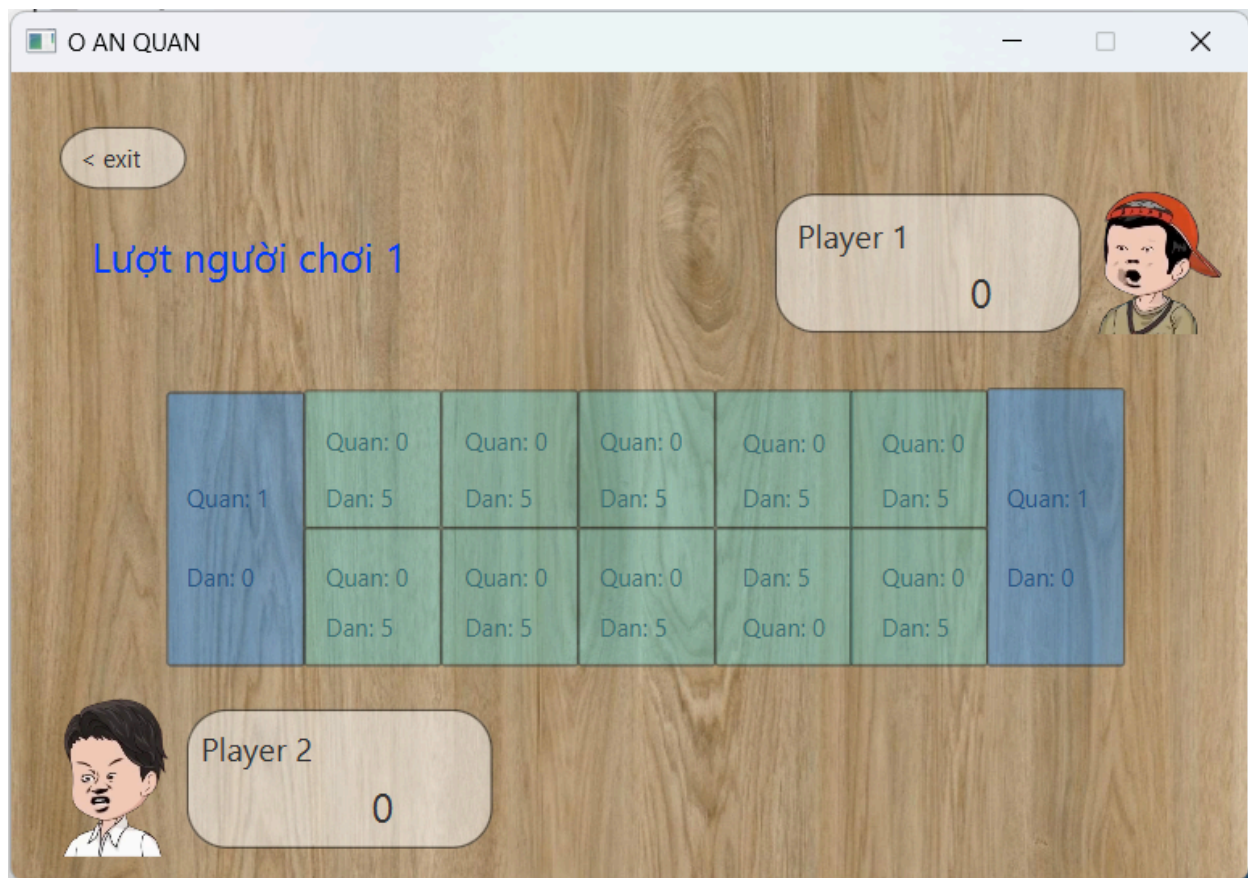 O AN QUAN
< exit
Lượt người chơi 1
Player 1
0
Quan: 0 Quan: 0 Quan: 0 Quan: 0 Quan: 0
Quan: 1 Dan: 5 Dan: 5 Dan: 5 Dan: 5 Dan: 5 Quan: 1
Dan: 0 Quan: 0 Quan: 0 Quan: 0 Dan: 5 Quan: 0 Dan: 0
Dan: 5 Dan: 5 Dan: 5 Quan: 0 Dan: 5
Player 2
0